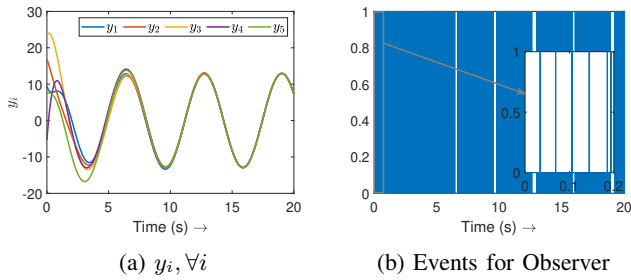 30
20
10
0
-10
-20
y_i
y_1 y_2 y_3 y_4 y_5
0 5 10 15 20
Time (s) →
(a) y_i, ∀i
1
0.8
0.6
0.4
0.2
0
1
0.5
0
0 0.1 0.2
0 5 10 15 20
Time (s) →
(b) Events for Observer